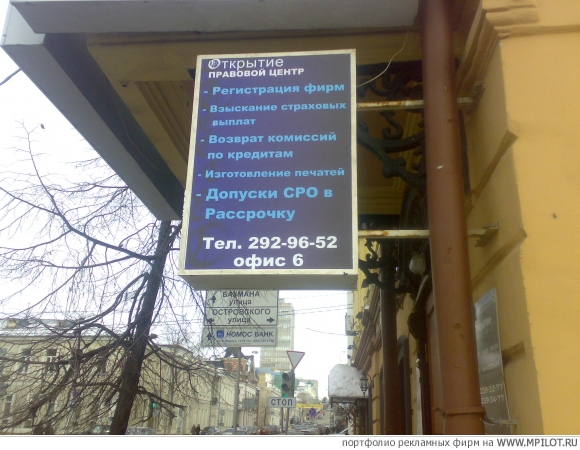 Открытие
ПРАВОВОЙ ЦЕНТР
- Регистрация фирм
- Взыскание страховых
выплат
- Возврат комиссий
по кредитам
- Изготовление печатей
- Допуски СРО в
Рассрочку
Тел. 292-96-52
офис 6
БАУМАНА
улица
ОСТРОВСКОГО
улица
НОМОС БАНК
СТОП
портфолио рекламных фирм на WWW.MPILOT.RU